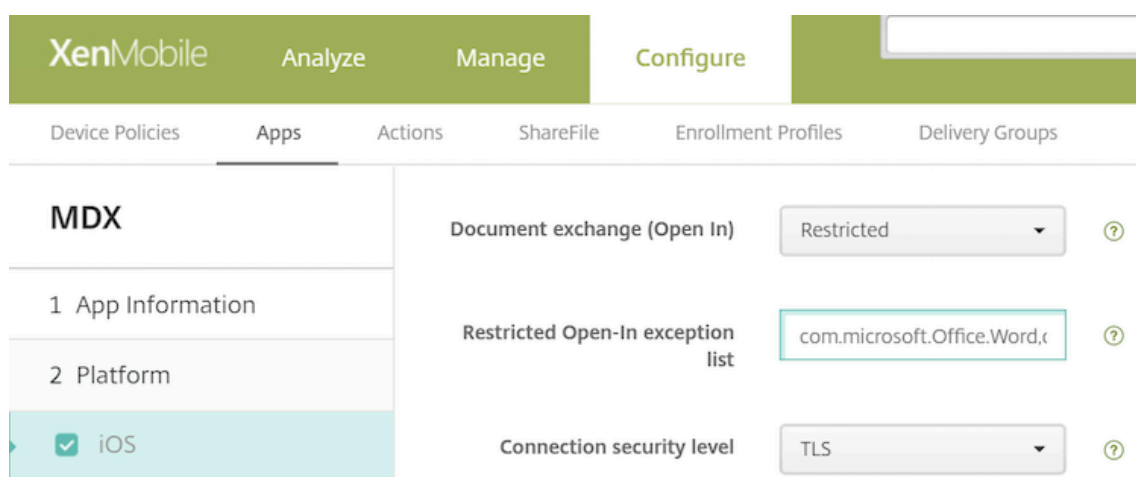 XenMobile Analyze Manage Configure
Device Policies Apps Actions ShareFile Enrollment Profiles Delivery Groups
MDX
Document exchange (Open In) Restricted
1 App Information
Restricted Open-In exception list com.microsoft.Office.Word,c
2 Platform
iOS
Connection security level TLS